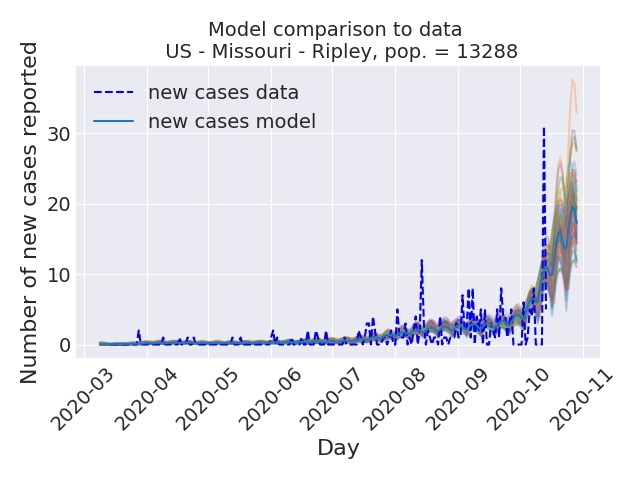 Model comparison to data
US - Missouri - Ripley, pop. = 13288
new cases data
new cases model
Number of new cases reported
30
20
10
0
2020-03
2020-04
2020-05
2020-06
2020-07
2020-08
2020-09
2020-10
2020-11
Day